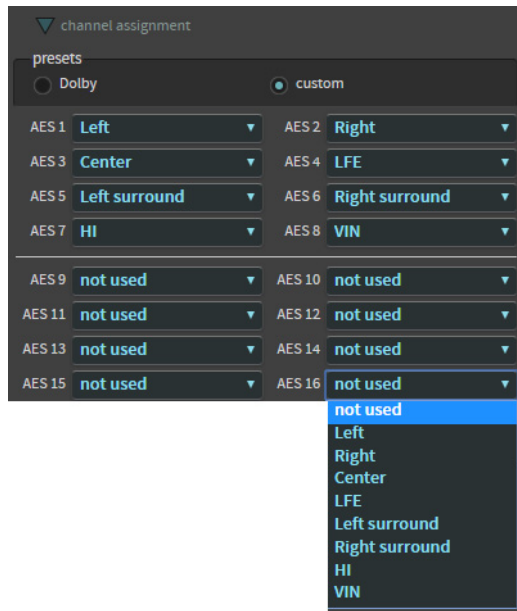 channel assignment
presets
Dolby custom
AES 1 Left AES 2 Right
AES 3 Center AES 4 LFE
AES 5 Left surround AES 6 Right surround
AES 7 HI AES 8 VIN
AES 9 not used AES 10 not used
AES 11 not used AES 12 not used
AES 13 not used AES 14 not used
AES 15 not used AES 16 not used
not used
Left
Right
Center
LFE
Left surround
Right surround
HI
VIN